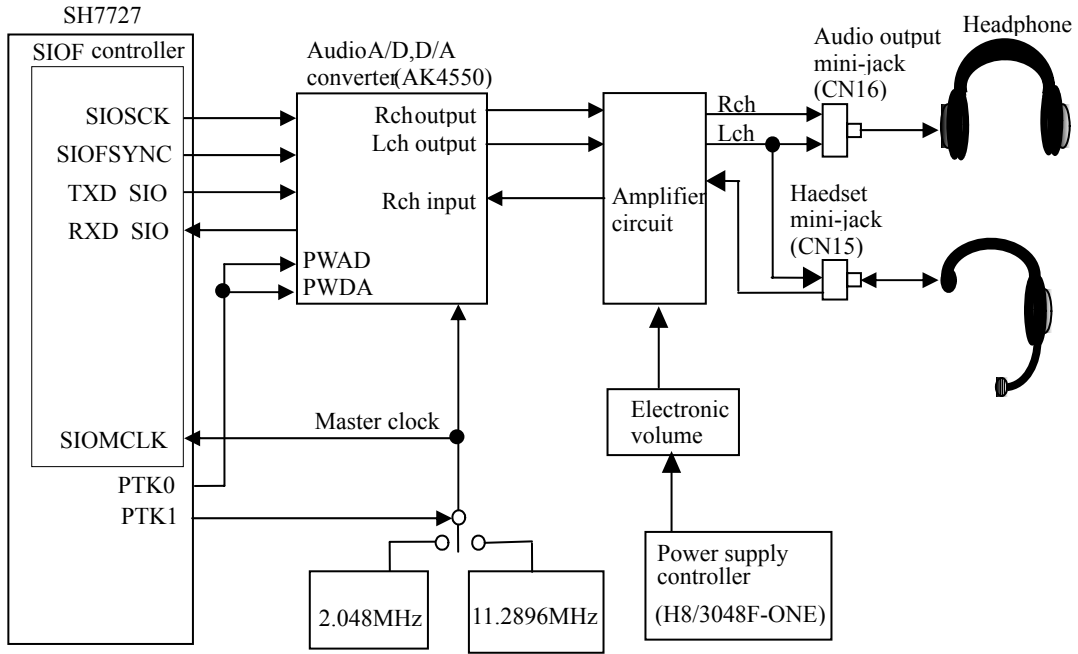 SH7727
SIOF controller
SIOSCK
SIOFSYNC
TXD SIO
RXD SIO
SIOMCLK
PTK0
PTK1
Audio A/D,D/A
converter(AK4550)
Rch output
Lch output
Rch input
PWAD
PWDA
Master clock
2.048MHz
11.2896MHz
Amplifier
circuit
Rch
Lch
Electronic
volume
Power supply
controller
(H8/3048F-ONE)
Audio output
mini-jack
(CN16)
Headphone
Haedset
mini-jack
(CN15)